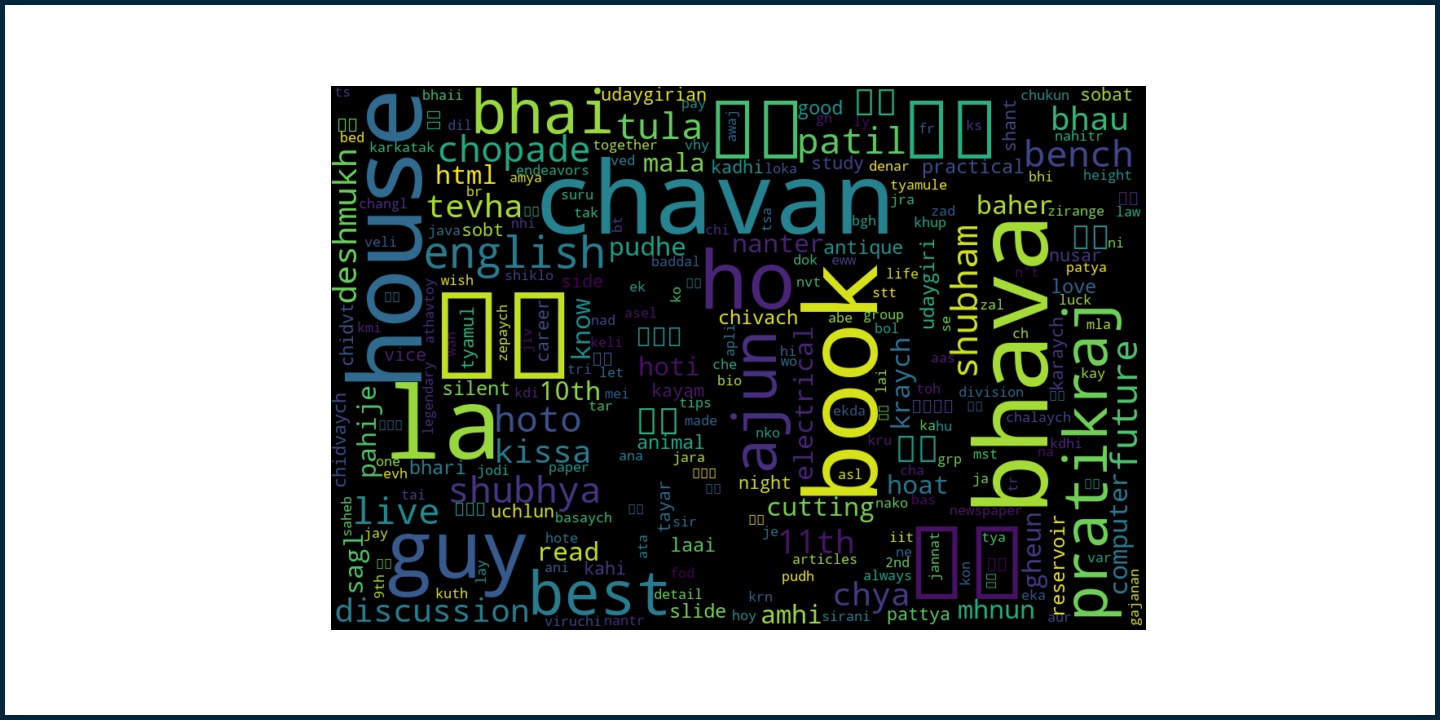 ts
bhaii
bhai
udaygirian
pay
good
gh
ly
chukun
sobat
house
dil
tula
awaj
patil
fr
ks
shant
bhau
nahitr
bed
karkatak
chopade
together
vhy
mala
kadhi
loka
study
denar
practical
bench
html
endeavors
ved
amya
br
chavan
tyamule
bhi
height
deshmukh
changl
tevha
suru
tak
jra
zad
baher
zirange
law
java
sobt
nhi
bt
chi
tsa
bgh
khup
veli
english
pudhe
nanter
antique
ni
shiklo
baddal
dok
eww
nusar
wish
side
ho
nvt
life
udaygiri
shubham
n't
patya
love
ek
ko
stt
zal
luck
chidvt
kmi
athavtoy
tyamul
zepaych
jiv
career
know
nad
asel
chivach
abe
group
se
ch
bhava
mla
vice
wah
keli
apli
hi
wo
book
bol
karaych
pratikraj
la
silent
kdi
10th
tri
let
mei
hoti
kayam
che
bio
ajun
electrical
lai
kraych
aas
toh
division
kay
future
chidvaych
pahije
legendary
hoto
tar
tips
made
ekda
kahu
chalaych
kissa
animal
nko
kru
grp
mst
kdhi
na
one
evh
bhari
jodi
paper
ana
jara
asl
cha
ja
tr
saheb
tai
shubhya
night
hoat
live
uchlun
basaych
tayar
sir
cutting
nako
bas
newspaper
computer
sagl
jay
guy
hote
read
ata
laai
je
11th
articles
iit
ne
jannat
kon
tya
gheun
reservoir
var
9th
kuth
lay
ani
kahi
fod
pudh
2nd
always
gajanan
best
detail
krn
chya
eka
discussion
viruchi
nantr
slide
hoy
amhi
sirani
pattya
mhnun
aur